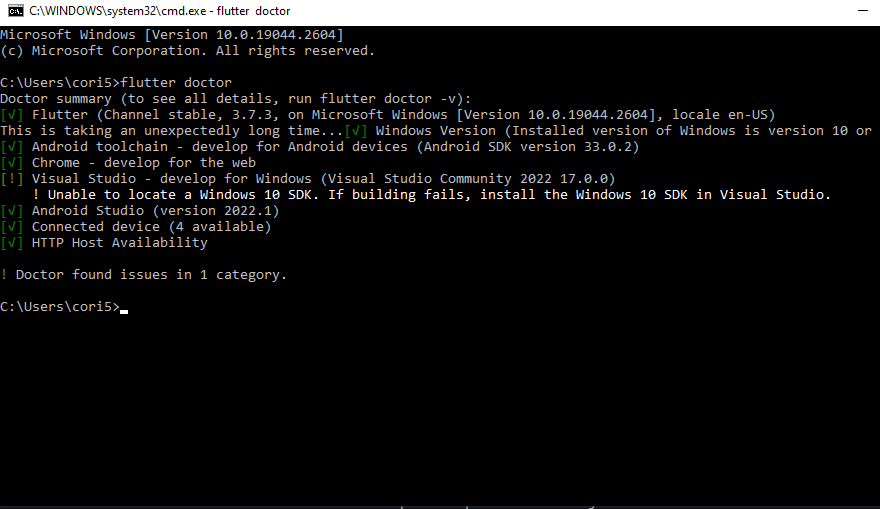 C:\WINDOWS\system32\cmd.exe - flutter doctor
Microsoft Windows [Version 10.0.19044.2604]
(c) Microsoft Corporation. All rights reserved.
C:\Users\cori5>flutter doctor
Doctor summary (to see all details, run flutter doctor -v):
[√] Flutter (Channel stable, 3.7.3, on Microsoft Windows [Version 10.0.19044.2604], locale en-US)
This is taking an unexpectedly long time...[√] Windows Version (Installed version of Windows is version 10 or
[√] Android toolchain - develop for Android devices (Android SDK version 33.0.2)
[√] Chrome - develop for the web
[!] Visual Studio - develop for Windows (Visual Studio Community 2022 17.0.0)
! Unable to locate a Windows 10 SDK. If building fails, install the Windows 10 SDK in Visual Studio.
[√] Android Studio (version 2022.1)
[√] Connected device (4 available)
[√] HTTP Host Availability
! Doctor found issues in 1 category.
C:\Users\cori5>